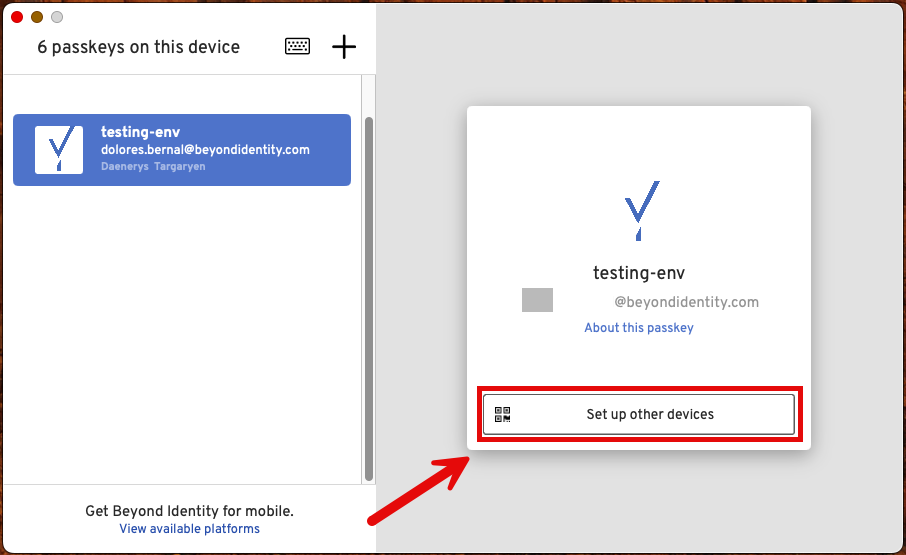 6 passkeys on this device
testing-env
dolores.bernal@beyondidentity.com
Daenerys Targaryen
Get Beyond Identity for mobile.
View available platforms
testing-env
@beyondidentity.com
About this passkey
Set up other devices